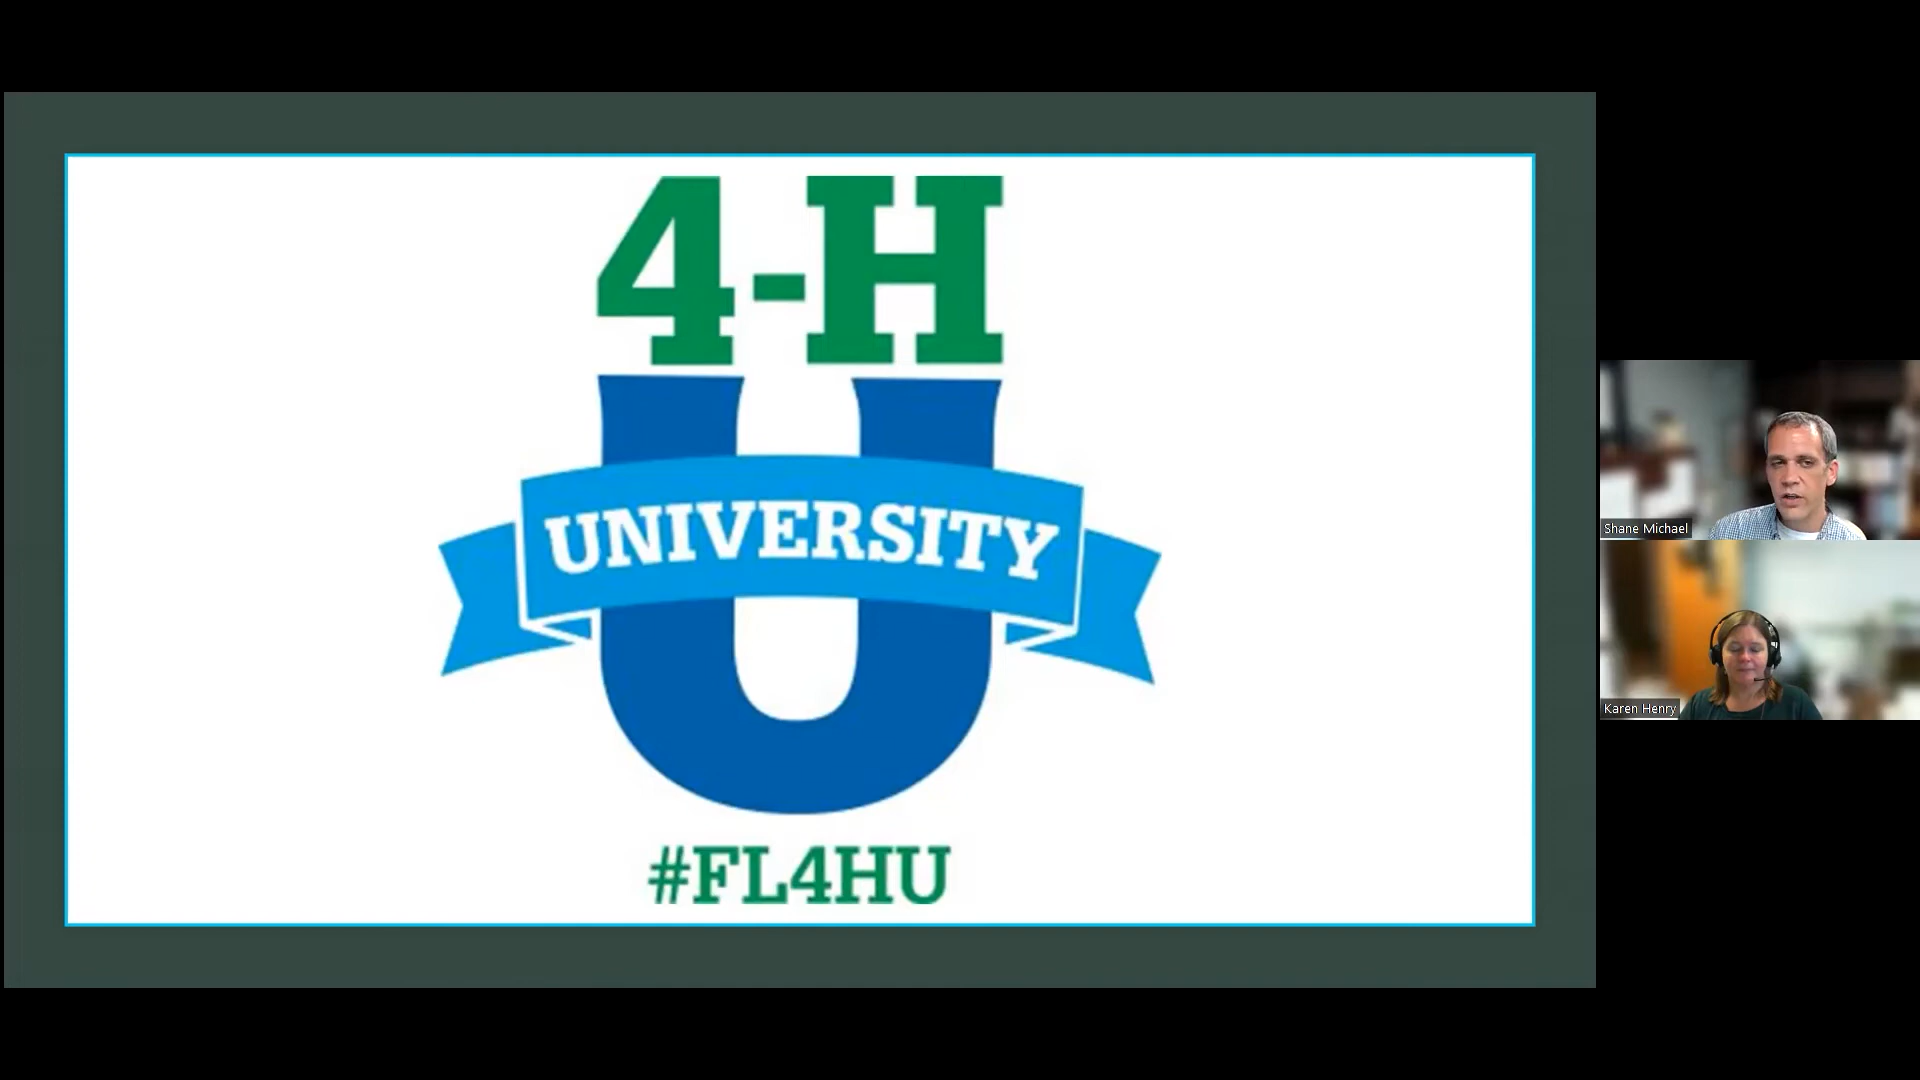 4-H
UNIVERSITY
#FL4HU
Shane Michael
Karen Henry